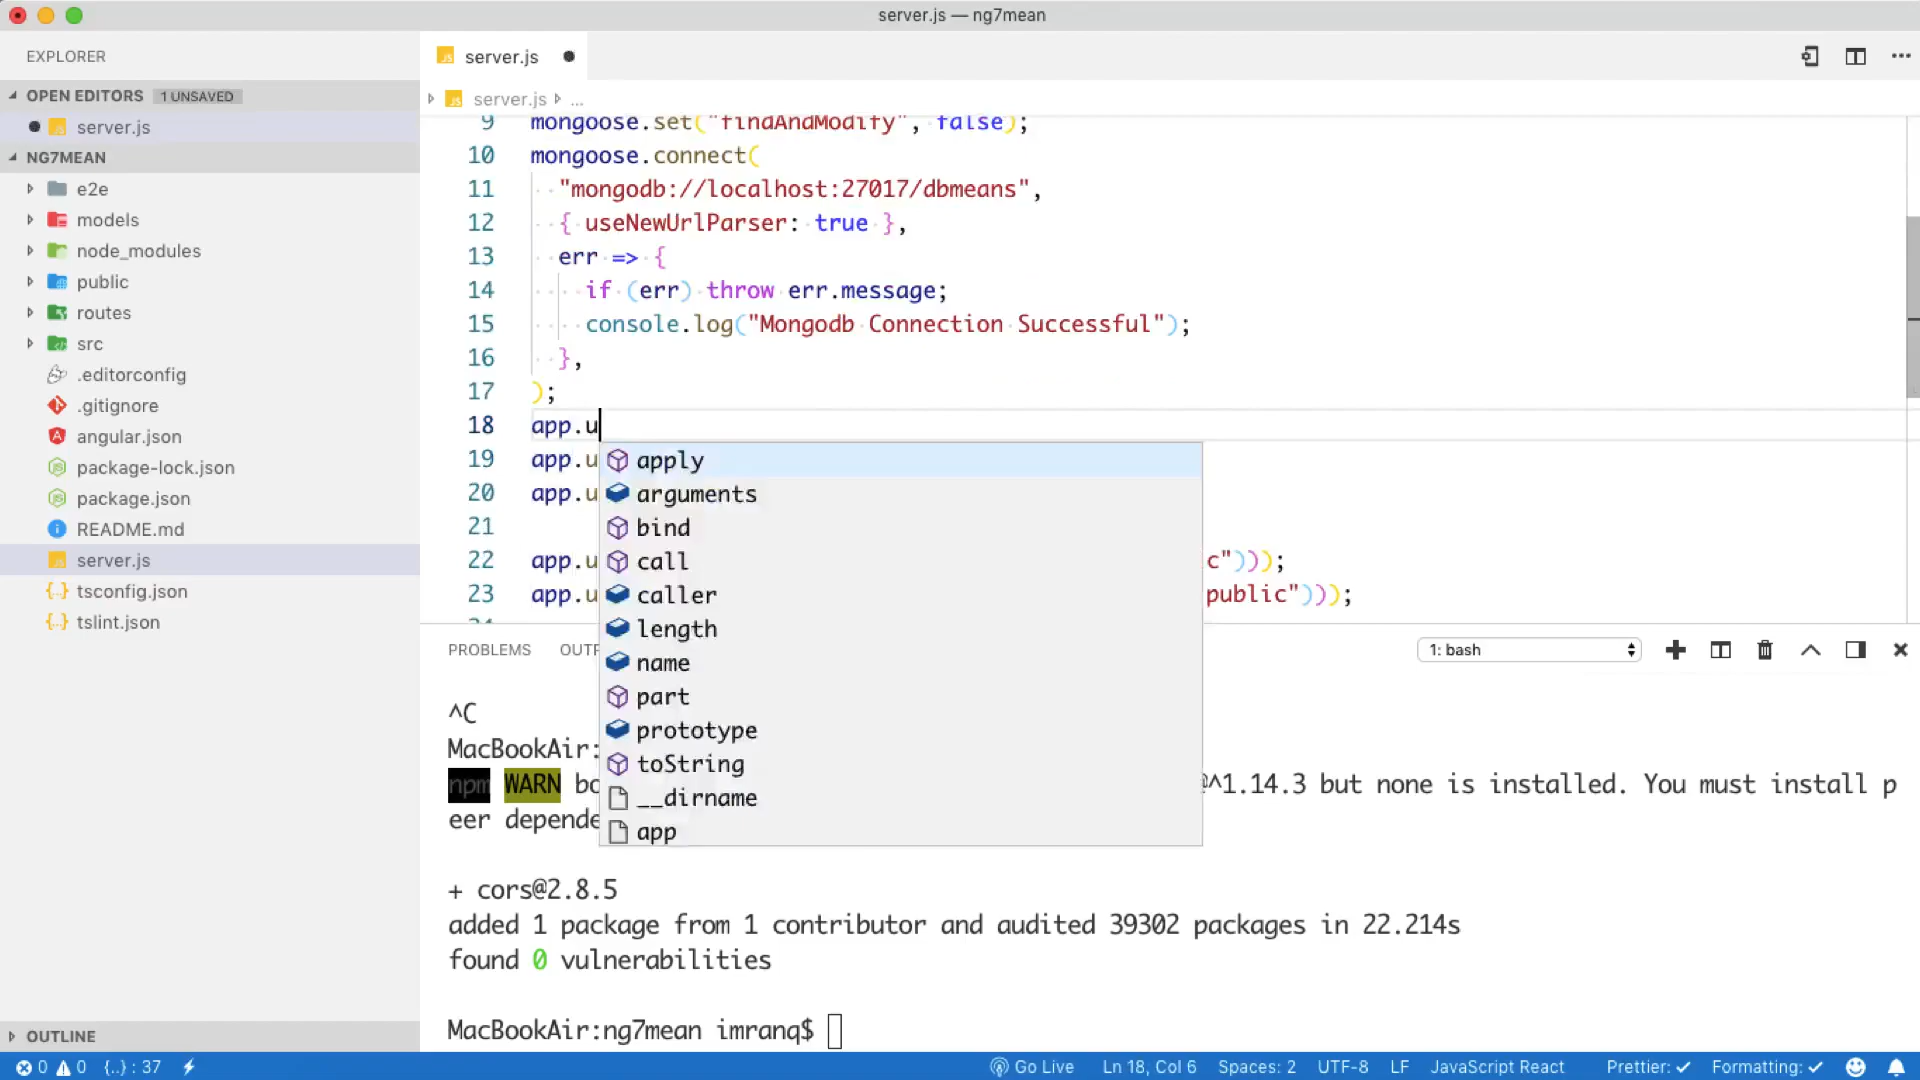 server.js — ng7mean
EXPLORER
OPEN EDITORS 1 UNSAVED
server.js
NG7MEAN
e2e
models
node_modules
public
routes
src
.editorconfig
.gitignore
angular.json
package-lock.json
package.json
README.md
server.js
tsconfig.json
tslint.json
OUTLINE
server.js
server.js ...
9 mongoose.set("findAndModify", false);
10 mongoose.connect(
11 "mongodb://localhost:27017/dbmeans",
12 { useNewUrlParser: true },
13 err => {
14 if (err) throw err.message;
15 console.log("Mongodb Connection Successful");
16 },
17 );
18 app.u
19 app.u
20 app.u
21
22 app.u c")));
23 app.u public")));
apply
arguments
bind
call
caller
length
name
part
prototype
toString
__dirname
app
PROBLEMS OUTP 1: bash
^C
MacBookAir:
npm WARN bo @^1.14.3 but none is installed. You must install p
eer depende
+ cors@2.8.5
added 1 package from 1 contributor and audited 39302 packages in 22.214s
found 0 vulnerabilities
MacBookAir:ng7mean imranq$
0 0 {..} : 37 Go Live Ln 18, Col 6 Spaces: 2 UTF-8 LF JavaScript React Prettier: ✓ Formatting: ✓